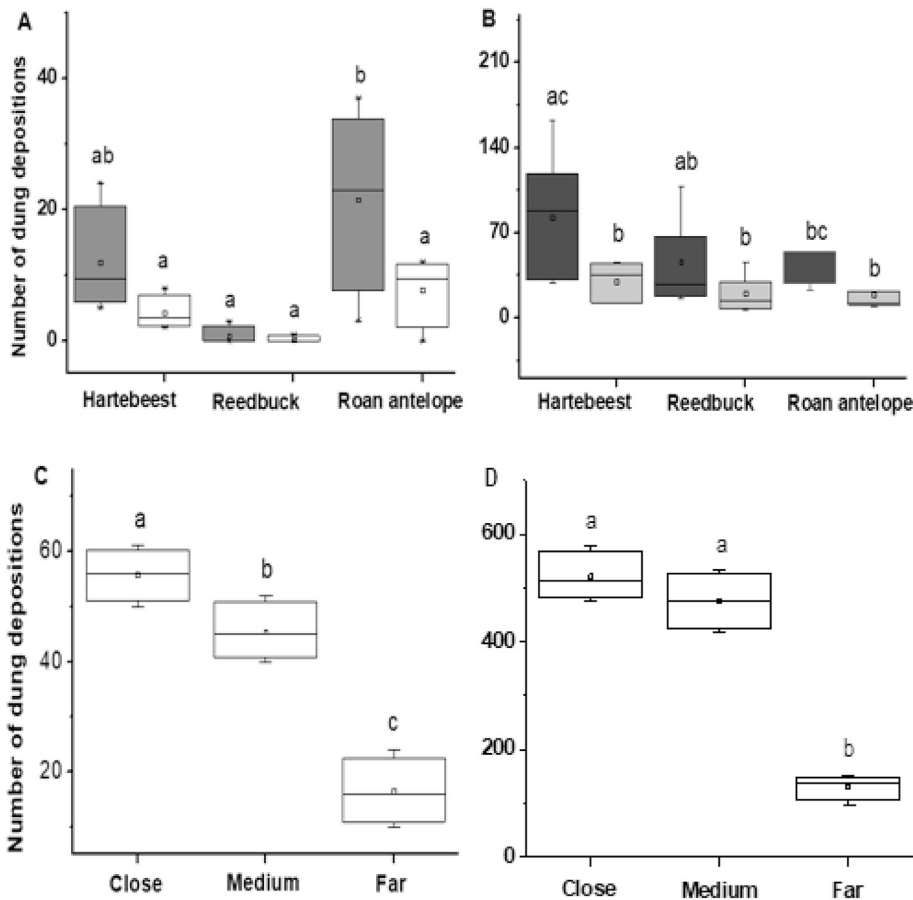 A
Number of dung depositions
40
20
0
ab
a
a
a
b
a
Hartebeest
Reedbuck
Roan antelope
B
210
140
70
0
ac
b
ab
b
bc
b
Hartebeest
Reedbuck
Roan antelope
C
Number of dung depositions
60
40
20
a
b
c
Close
Medium
Far
D
600
400
200
0
a
a
b
Close
Medium
Far